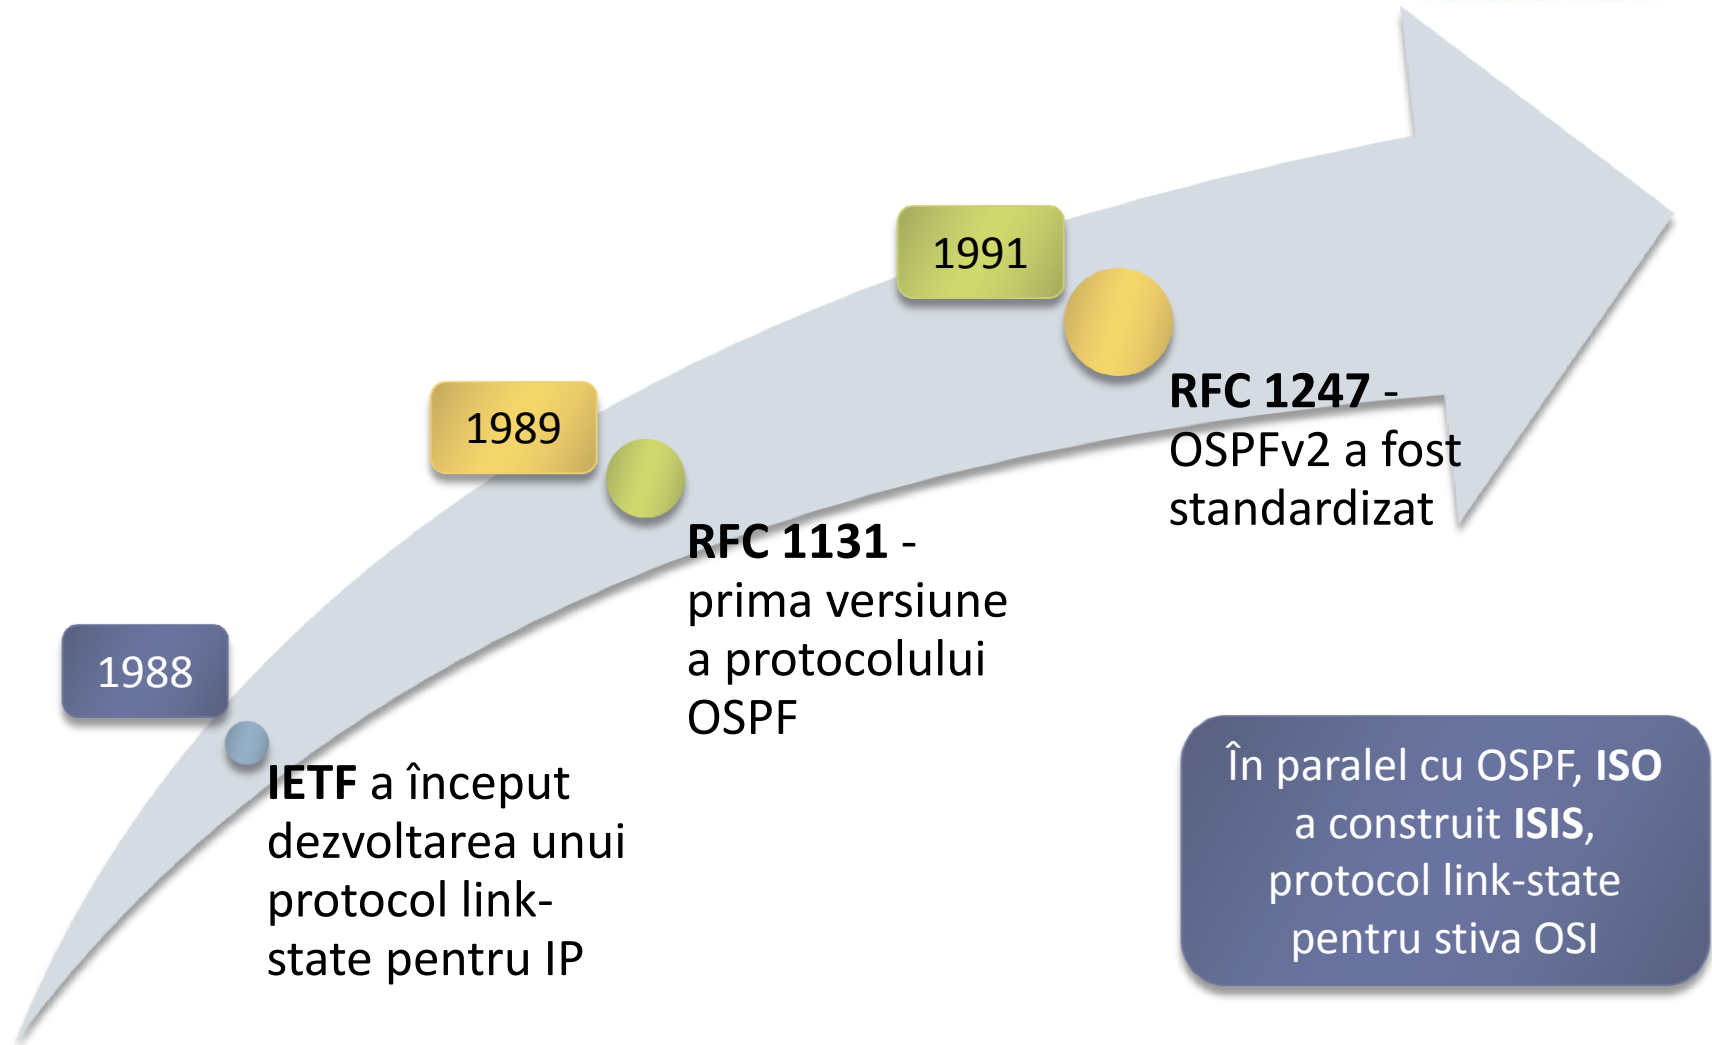 1988
IETF a început
dezvoltarea unui
protocol link-
state pentru IP
1989
RFC 1131 -
prima versiune
a protocolului
OSPF
1991
RFC 1247 -
OSPFv2 a fost
standardizat
În paralel cu OSPF, ISO
a construit ISIS,
protocol link-state
pentru stiva OSI